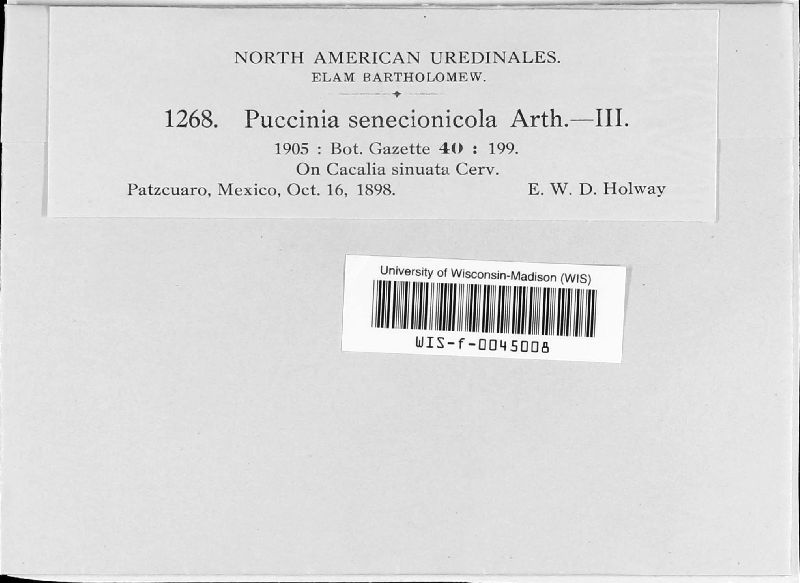 NORTH AMERICAN UREDINALES.
ELAM BARTHOLOMEW.
1268. Puccinia senecionicola Arth.—III.
1905 : Bot. Gazette 40 : 199.
On Cacalia sinuata Cerv.
Patzcuaro, Mexico, Oct. 16, 1898. E. W. D. Holway
University of Wisconsin-Madison (WIS)
WIS-f-0045008